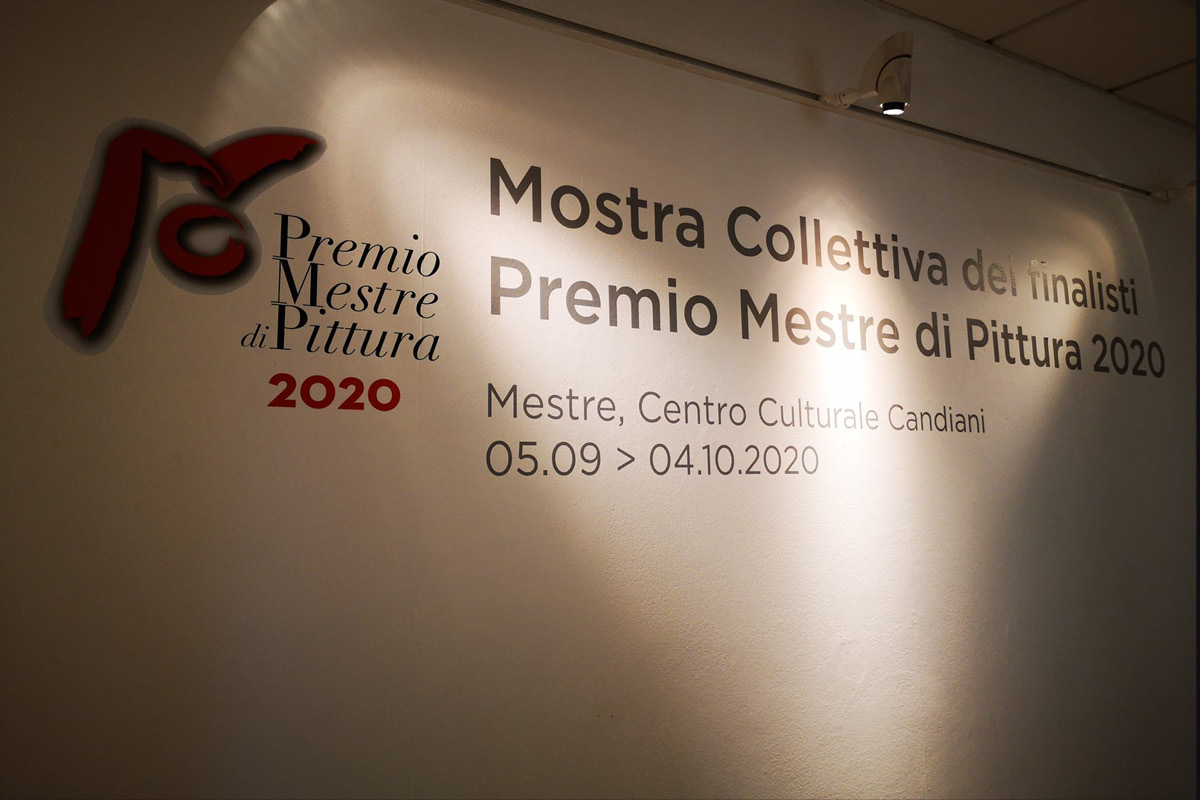 Premio
Mestre
di Pittura
2020
Mostra Collettiva dei finalisti
Premio Mestre di Pittura 2020
Mestre, Centro Culturale Candiani
05.09 > 04.10.2020